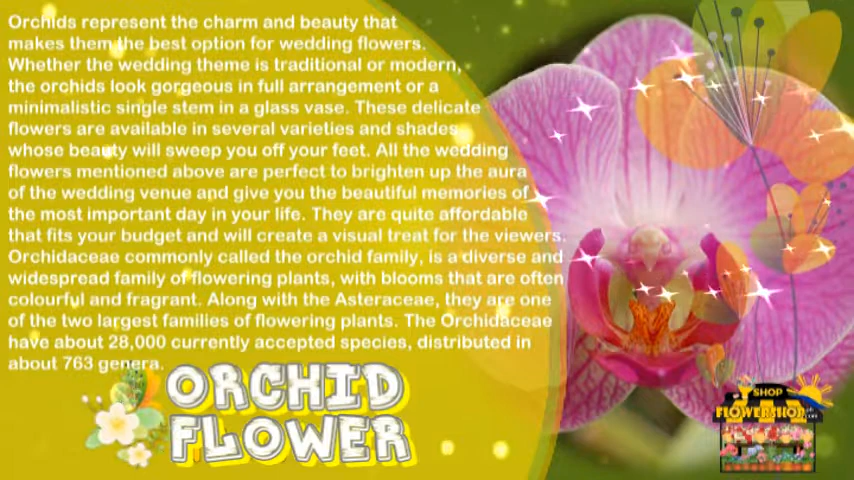 Orchids represent the charm and beauty that
makes them the best option for wedding flowers.
Whether the wedding theme is traditional or modern,
the orchids look gorgeous in full arrangement or a
minimalistic single stem in a glass vase. These delicate
flowers are available in several varieties and shades
whose beauty will sweep you off your feet. All the wedding
flowers mentioned above are perfect to brighten up the aura
of the wedding venue and give you the beautiful memories of
the most important day in your life. They are quite affordable
that fits your budget and will create a visual treat for the viewers.
Orchidaceae commonly called the orchid family, is a diverse and
widespread family of flowering plants, with blooms that are often
colourful and fragrant. Along with the Asteraceae, they are one
of the two largest families of flowering plants. The Orchidaceae
have about 28,000 currently accepted species, distributed in
about 763 genera.
ORCHID
FLOWER
SHOP
FLOWERSHOP